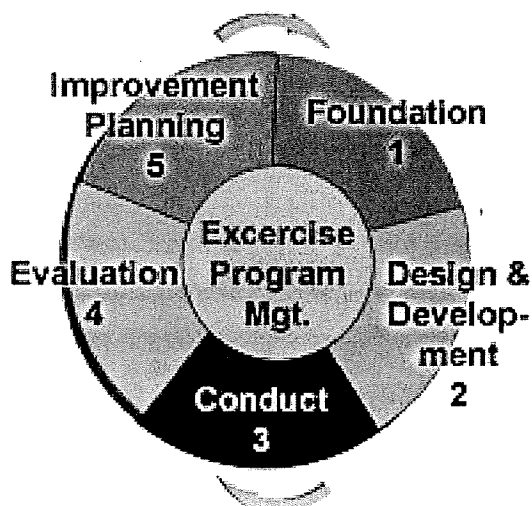 Improvement
Planning
5
Foundation
1
Excercise
Program
Mgt.
Evaluation
4
Design &
Develop-
ment
2
Conduct
3